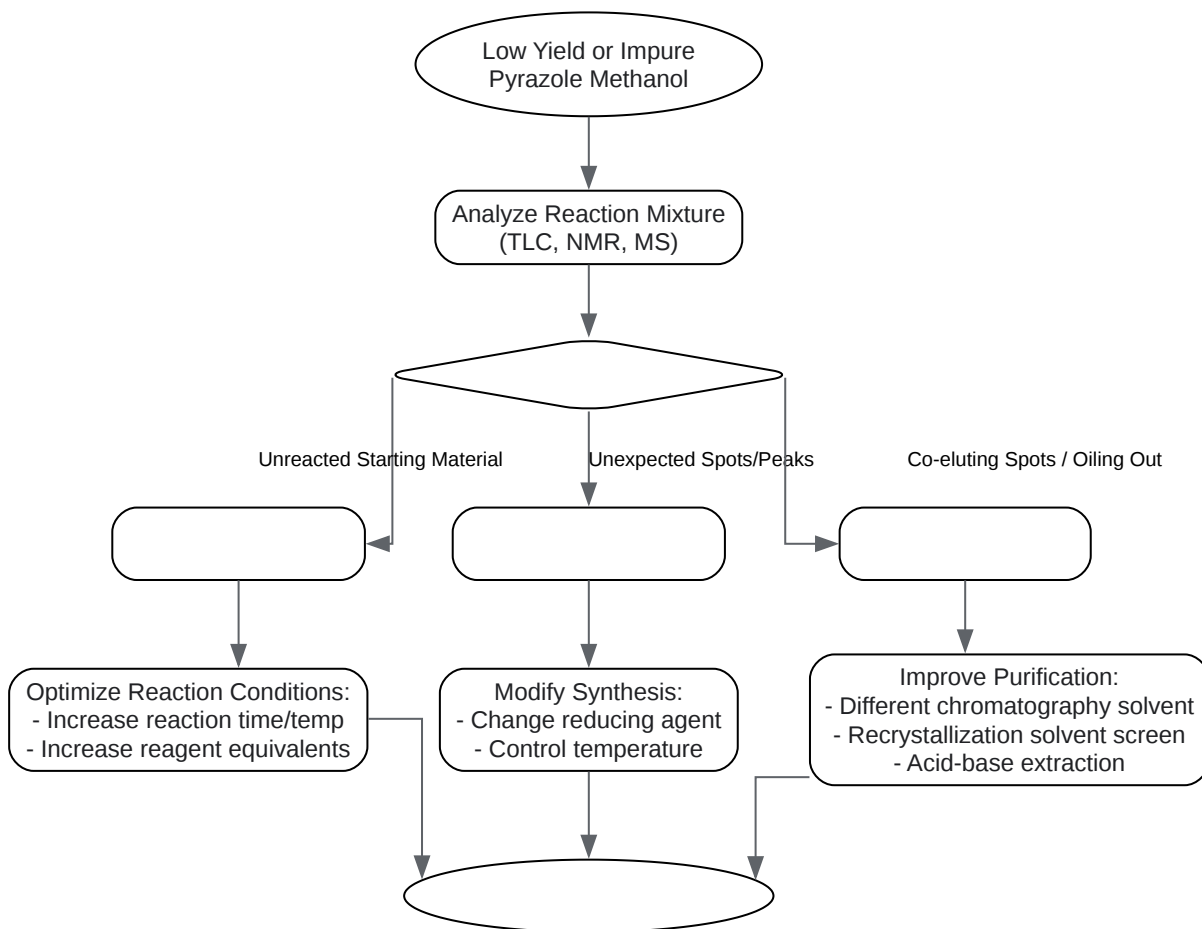 Low Yield or Impure
Pyrazole Methanol
Analyze Reaction Mixture
(TLC, NMR, MS)
Unreacted Starting Material
Unexpected Spots/Peaks
Co-eluting Spots / Oiling Out
Optimize Reaction Conditions:
- Increase reaction time/temp
- Increase reagent equivalents
Modify Synthesis:
- Change reducing agent
- Control temperature
Improve Purification:
- Different chromatography solvent
- Recrystallization solvent screen
- Acid-base extraction